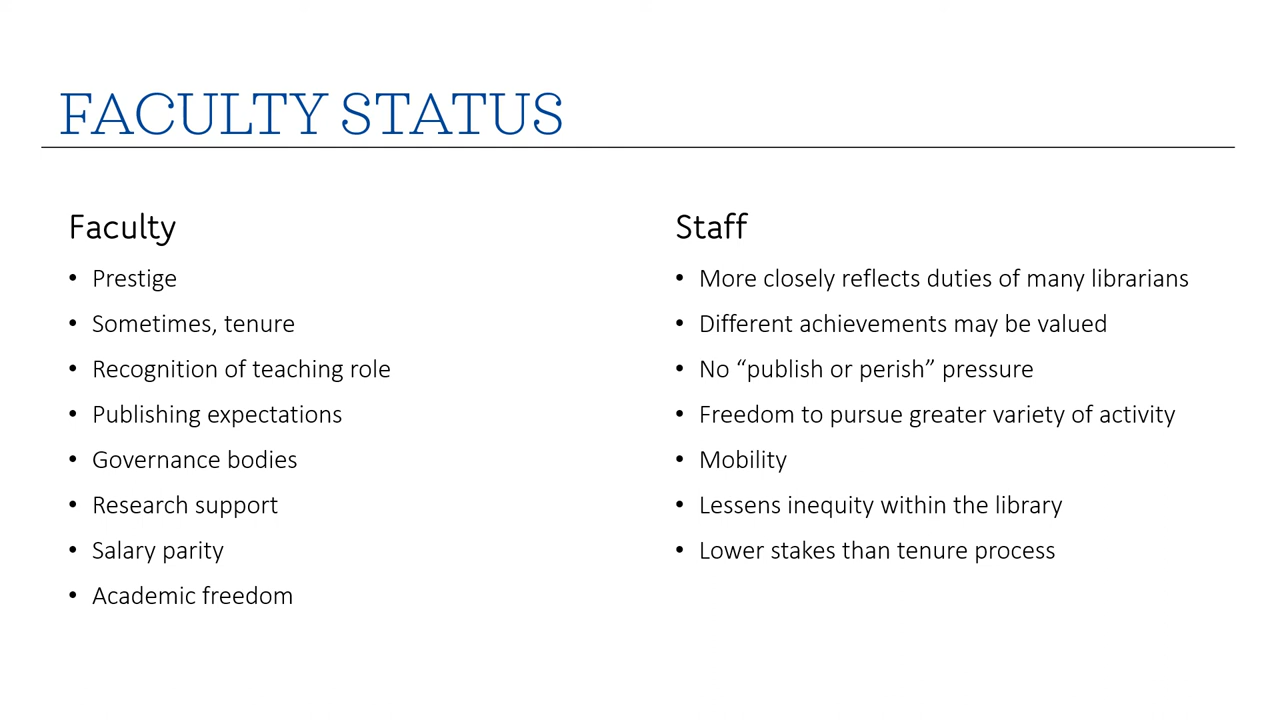 FACULTY STATUS
Faculty
• Prestige
• Sometimes, tenure
• Recognition of teaching role
• Publishing expectations
• Governance bodies
• Research support
• Salary parity
• Academic freedom
Staff
• More closely reflects duties of many librarians
• Different achievements may be valued
• No “publish or perish” pressure
• Freedom to pursue greater variety of activity
• Mobility
• Lessens inequity within the library
• Lower stakes than tenure process